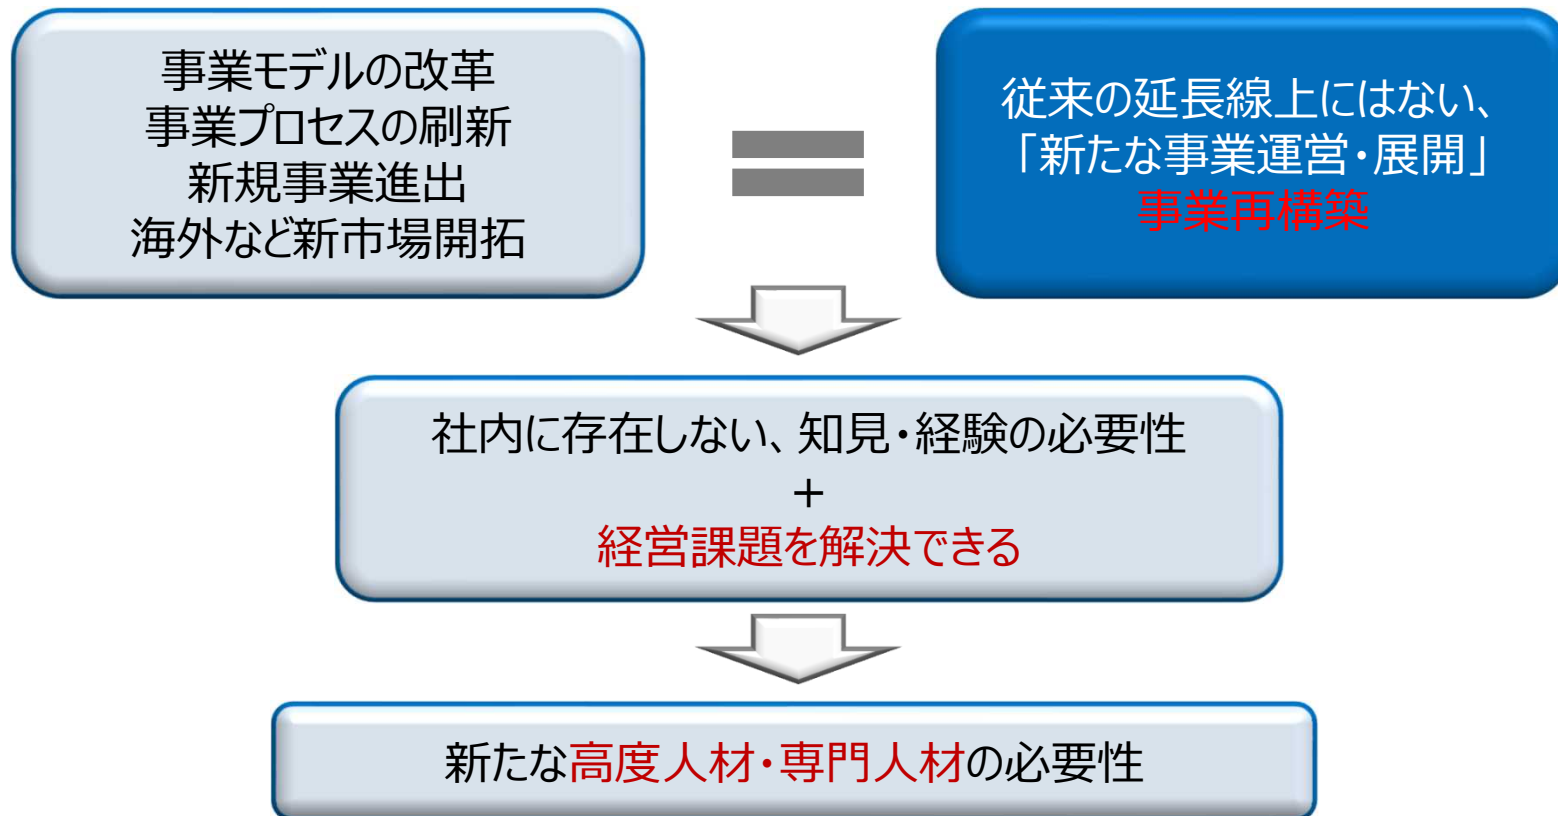 事業モデルの改革
事業プロセスの刷新
新規事業進出
海外など新市場開拓
従来の延長線上にはない、
「新たな事業運営・展開」
事業再構築
社内に存在しない、知見・経験の必要性
+
経営課題を解決できる
新たな高度人材・専門人材の必要性